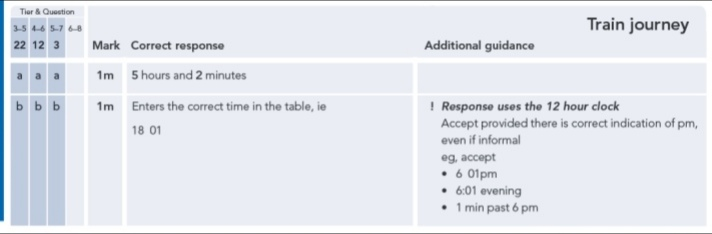 Tier & Question
3–5 4–6 5–7 6–8
Train journey
22 12 3
Mark Correct response Additional guidance
a a a 1m 5 hours and 2 minutes
b b b 1m Enters the correct time in the table, ie
18 01
! Response uses the 12 hour clock
Accept provided there is correct indication of pm,
even if informal
eg, accept
• 6 01pm
• 6:01 evening
• 1 min past 6 pm